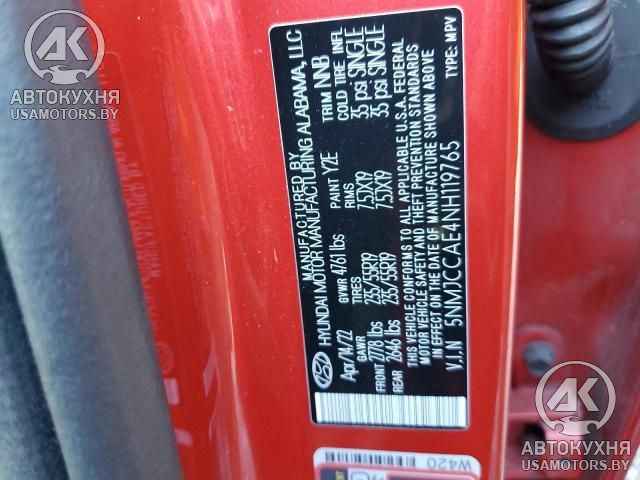 AK
АВТОКУХНЯ
USAMOTORS.BY
MANUFACTURED BY
HYUNDAI MOTOR MANUFACTURING ALABAMA, LLC
Apr/14/22 GVWR 4761 lbs PAINT Y2E TRIM NNB
GAWR TIRES RIMS COLD TIRE INFL
FRONT 2778 lbs 235/55R19 7.5JX19 35 psi SINGLE
REAR 2646 lbs 235/55R19 7.5JX19 35 psi SINGLE
THIS VEHICLE CONFORMS TO ALL APPLICABLE U.S.A. FEDERAL
MOTOR VEHICLE SAFETY AND THEFT PREVENTION STANDARDS
IN EFFECT ON THE DATE OF MANUFACTURE SHOWN ABOVE
V.I.N 5NMJCCAE4NH119765 TYPE: MPV
W420
AK
АВТОКУХНЯ
USAMOTORS.BY